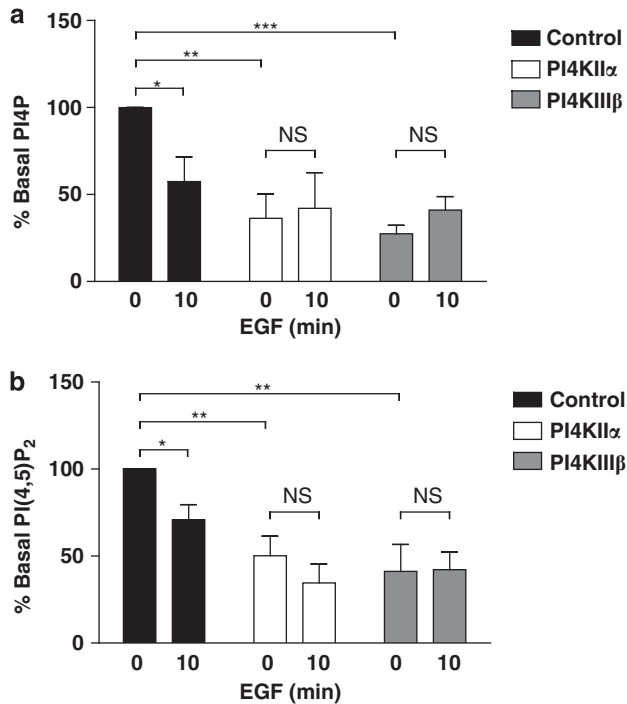 a
% Basal PI4P
150
100
50
0
***
**
*
NS
NS
0 10 0 10 0 10
EGF (min)
Control
PI4KIIα
PI4KIIIβ
b
% Basal PI(4,5)P₂
150
100
50
0
**
**
*
NS
NS
0 10 0 10 0 10
EGF (min)
Control
PI4KIIα
PI4KIIIβ